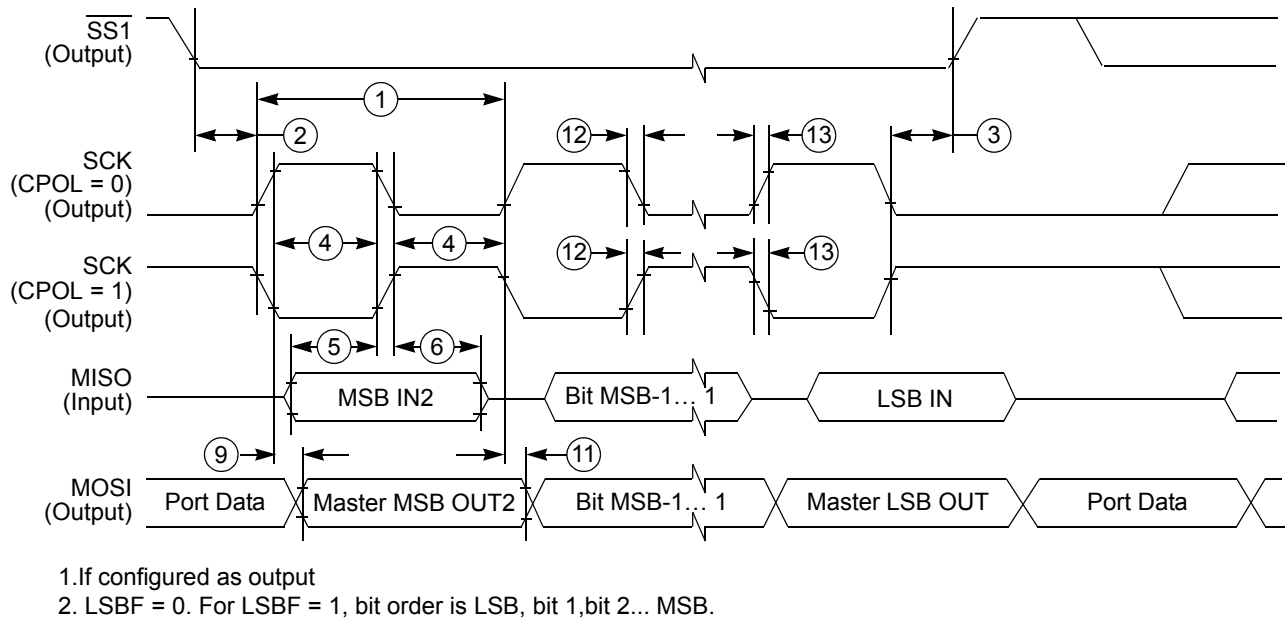 SS1
(Output)
1
2
12
13
3
SCK
(CPOL = 0)
(Output)
4
4
12
13
SCK
(CPOL = 1)
(Output)
5
6
MISO
(Input)
MSB IN2
Bit MSB-1… 1
LSB IN
9
11
MOSI
(Output)
Port Data
Master MSB OUT2
Bit MSB-1… 1
Master LSB OUT
Port Data
1.If configured as output
2. LSBF = 0. For LSBF = 1, bit order is LSB, bit 1,bit 2... MSB.